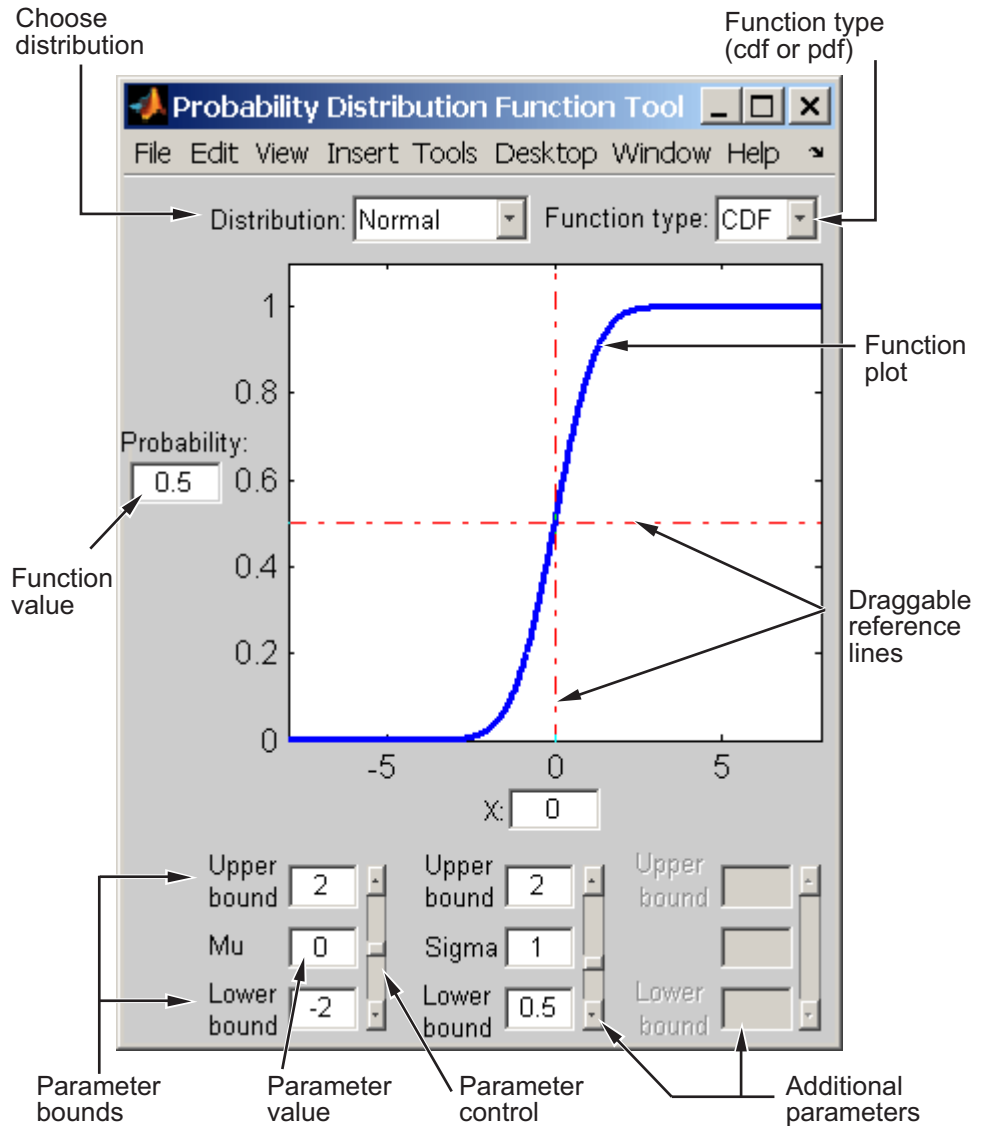 Choose
distribution
Function type
(cdf or pdf)
Probability Distribution Function Tool
File Edit View Insert Tools Desktop Window Help
Distribution: Normal Function type: CDF
1
0.8
Function
plot
Probability:
0.5
0.6
0.4
Function
value
Draggable
reference
lines
0.2
0
-5 0 5
X: 0
Upper
bound
2
Upper
bound
2
Upper
bound
Mu 0
Sigma 1
Lower
bound
-2
Lower
bound
0.5
Lower
bound
Parameter
bounds
Parameter
value
Parameter
control
Additional
parameters